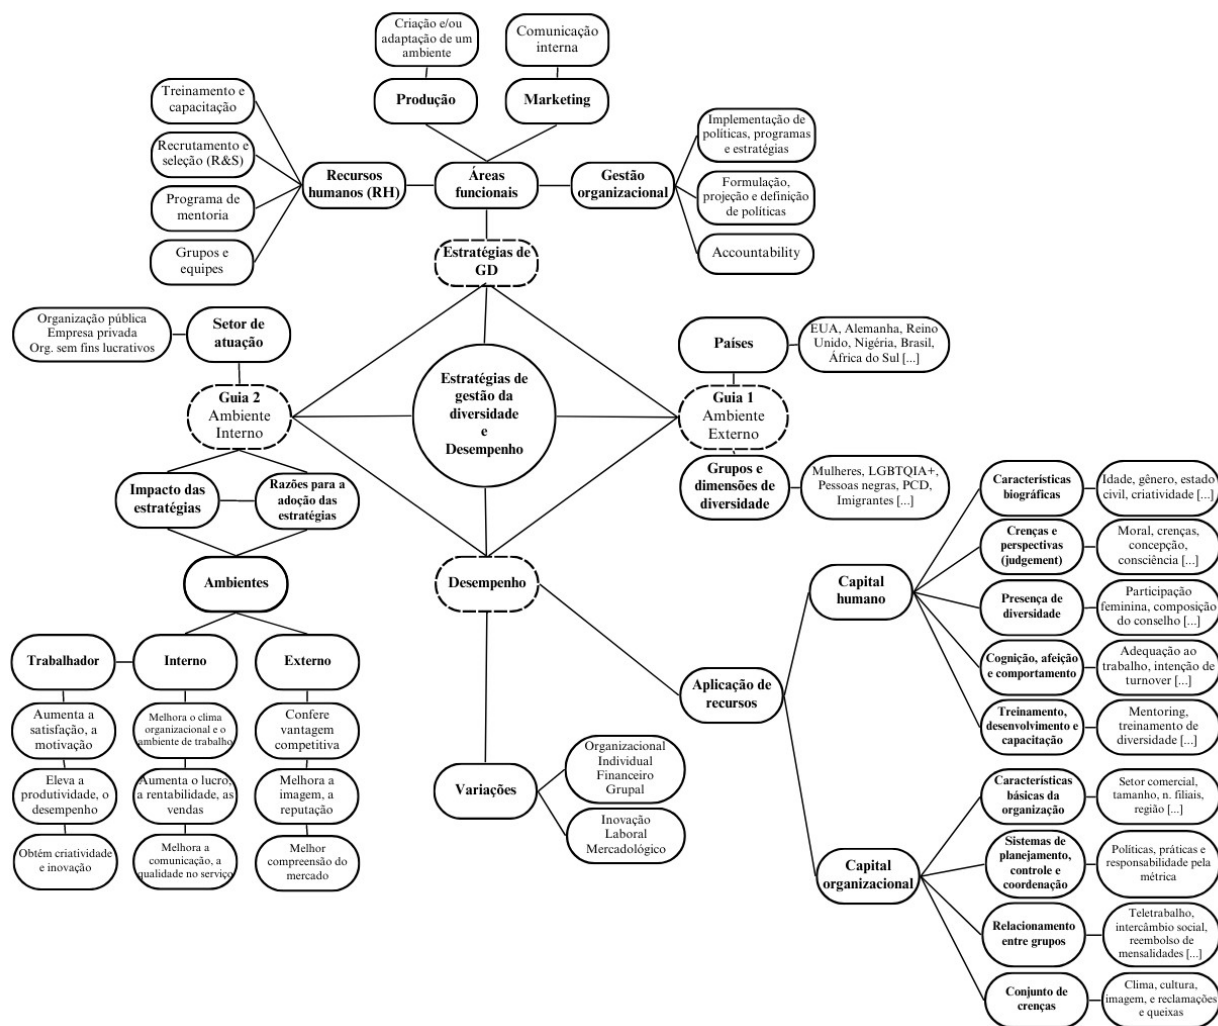 Criação e/ou
adaptação de um
ambiente
Comunicação
interna
Produção
Marketing
Treinamento e
capacitação
Recrutamento e
seleção (R&S)
Programa de
mentoria
Grupos e
equipes
Recursos
humanos (RH)
Áreas
funcionais
Gestão
organizacional
Implementação de
políticas, programas
e estratégias
Formulação,
projeção e definição
de políticas
Accountability
Estratégias de
GD
Organização pública
Empresa privada
Org. sem fins lucrativos
Setor de
atuação
Guia 2
Ambiente
Interno
Estratégias de
gestão da
diversidade
e
Desempenho
Países
EUA, Alemanha, Reino
Unido, Nigéria, Brasil,
África do Sul [...]
Guia 1
Ambiente
Externo
Grupos e
dimensões de
diversidade
Mulheres, LGBTQIA+,
Pessoas negras, PCD,
Imigrantes [...]
Impacto das
estratégias
Razões para a
adoção das
estratégias
Ambientes
Trabalhador
Interno
Externo
Aumenta a
satisfação, a
motivação
Melhora o clima
organizacional e o
ambiente de trabalho
Confere
vantagem
competitiva
Eleva a
produtividade, o
desempenho
Aumenta o lucro,
a rentabilidade, as
vendas
Melhora a
imagem, a
reputação
Obtém criatividade
e inovação
Melhora a
comunicação, a
qualidade no serviço
Melhor
compreensão do
mercado
Desempenho
Variações
Organizacional
Individual
Financeiro
Grupal
Inovação
Laboral
Mercadológico
Aplicação de
recursos
Capital
humano
Características
biográficas
Idade, gênero, estado
civil, criatividade [...]
Crenças e
perspectivas
(judgement)
Moral, crenças,
concepção,
consciência [...]
Presença de
diversidade
Participação
feminina, composição
do conselho [...]
Cognição, afeição
e comportamento
Adequação ao
trabalho, intenção de
turnover [...]
Treinamento,
desenvolvimento e
capacitação
Mentoring,
treinamento de
diversidade [...]
Capital
organizacional
Características
básicas da
organização
Setor comercial,
tamanho, n. filiais,
região [...]
Sistemas de
planejamento,
controle e
coordenação
Políticas, práticas e
responsabilidade pela
métrica
Relacionamento
entre grupos
Teletrabalho,
intercâmbio social,
reembolso de
mensalidades [...]
Conjunto de
crenças
Clima, cultura,
imagem, e reclamações
e queixas